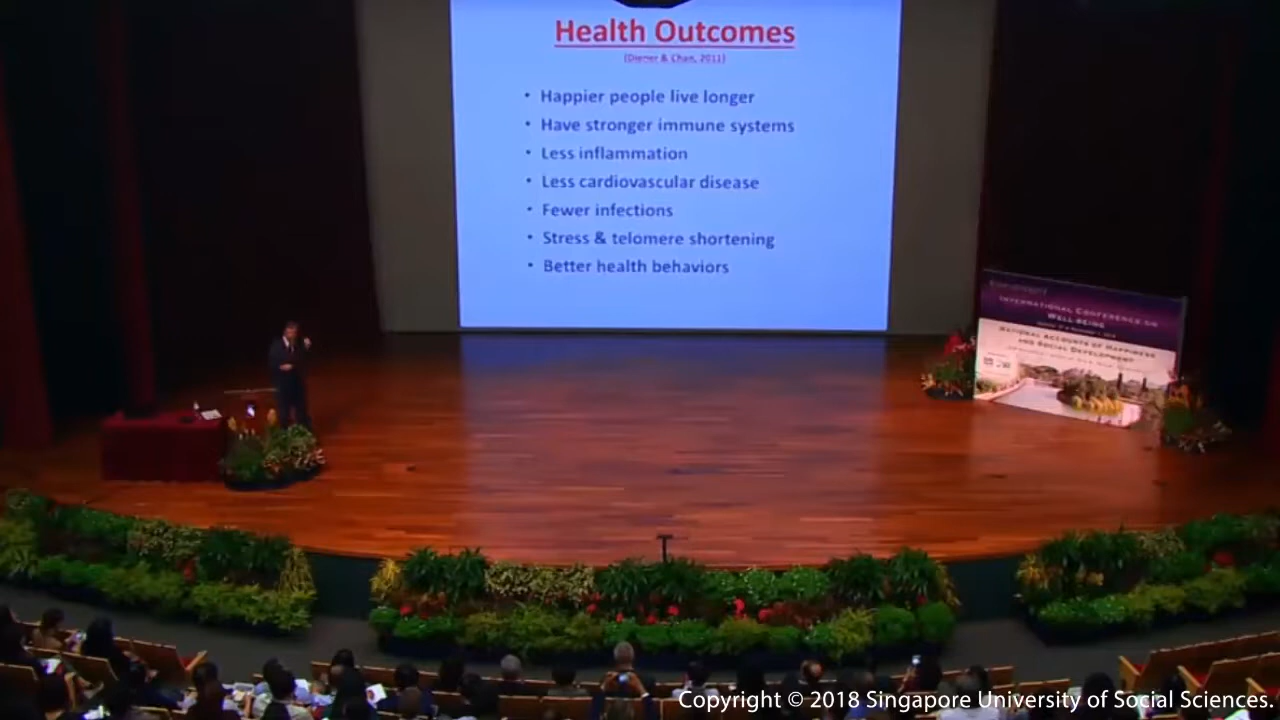 Health Outcomes
(Diener & Chan, 2011)
• Happier people live longer
• Have stronger immune systems
• Less inflammation
• Less cardiovascular disease
• Fewer infections
• Stress & telomere shortening
• Better health behaviors
International Conference on
Well-Being
National Accounts of Happiness
and Social Development
Copyright © 2018 Singapore University of Social Sciences.